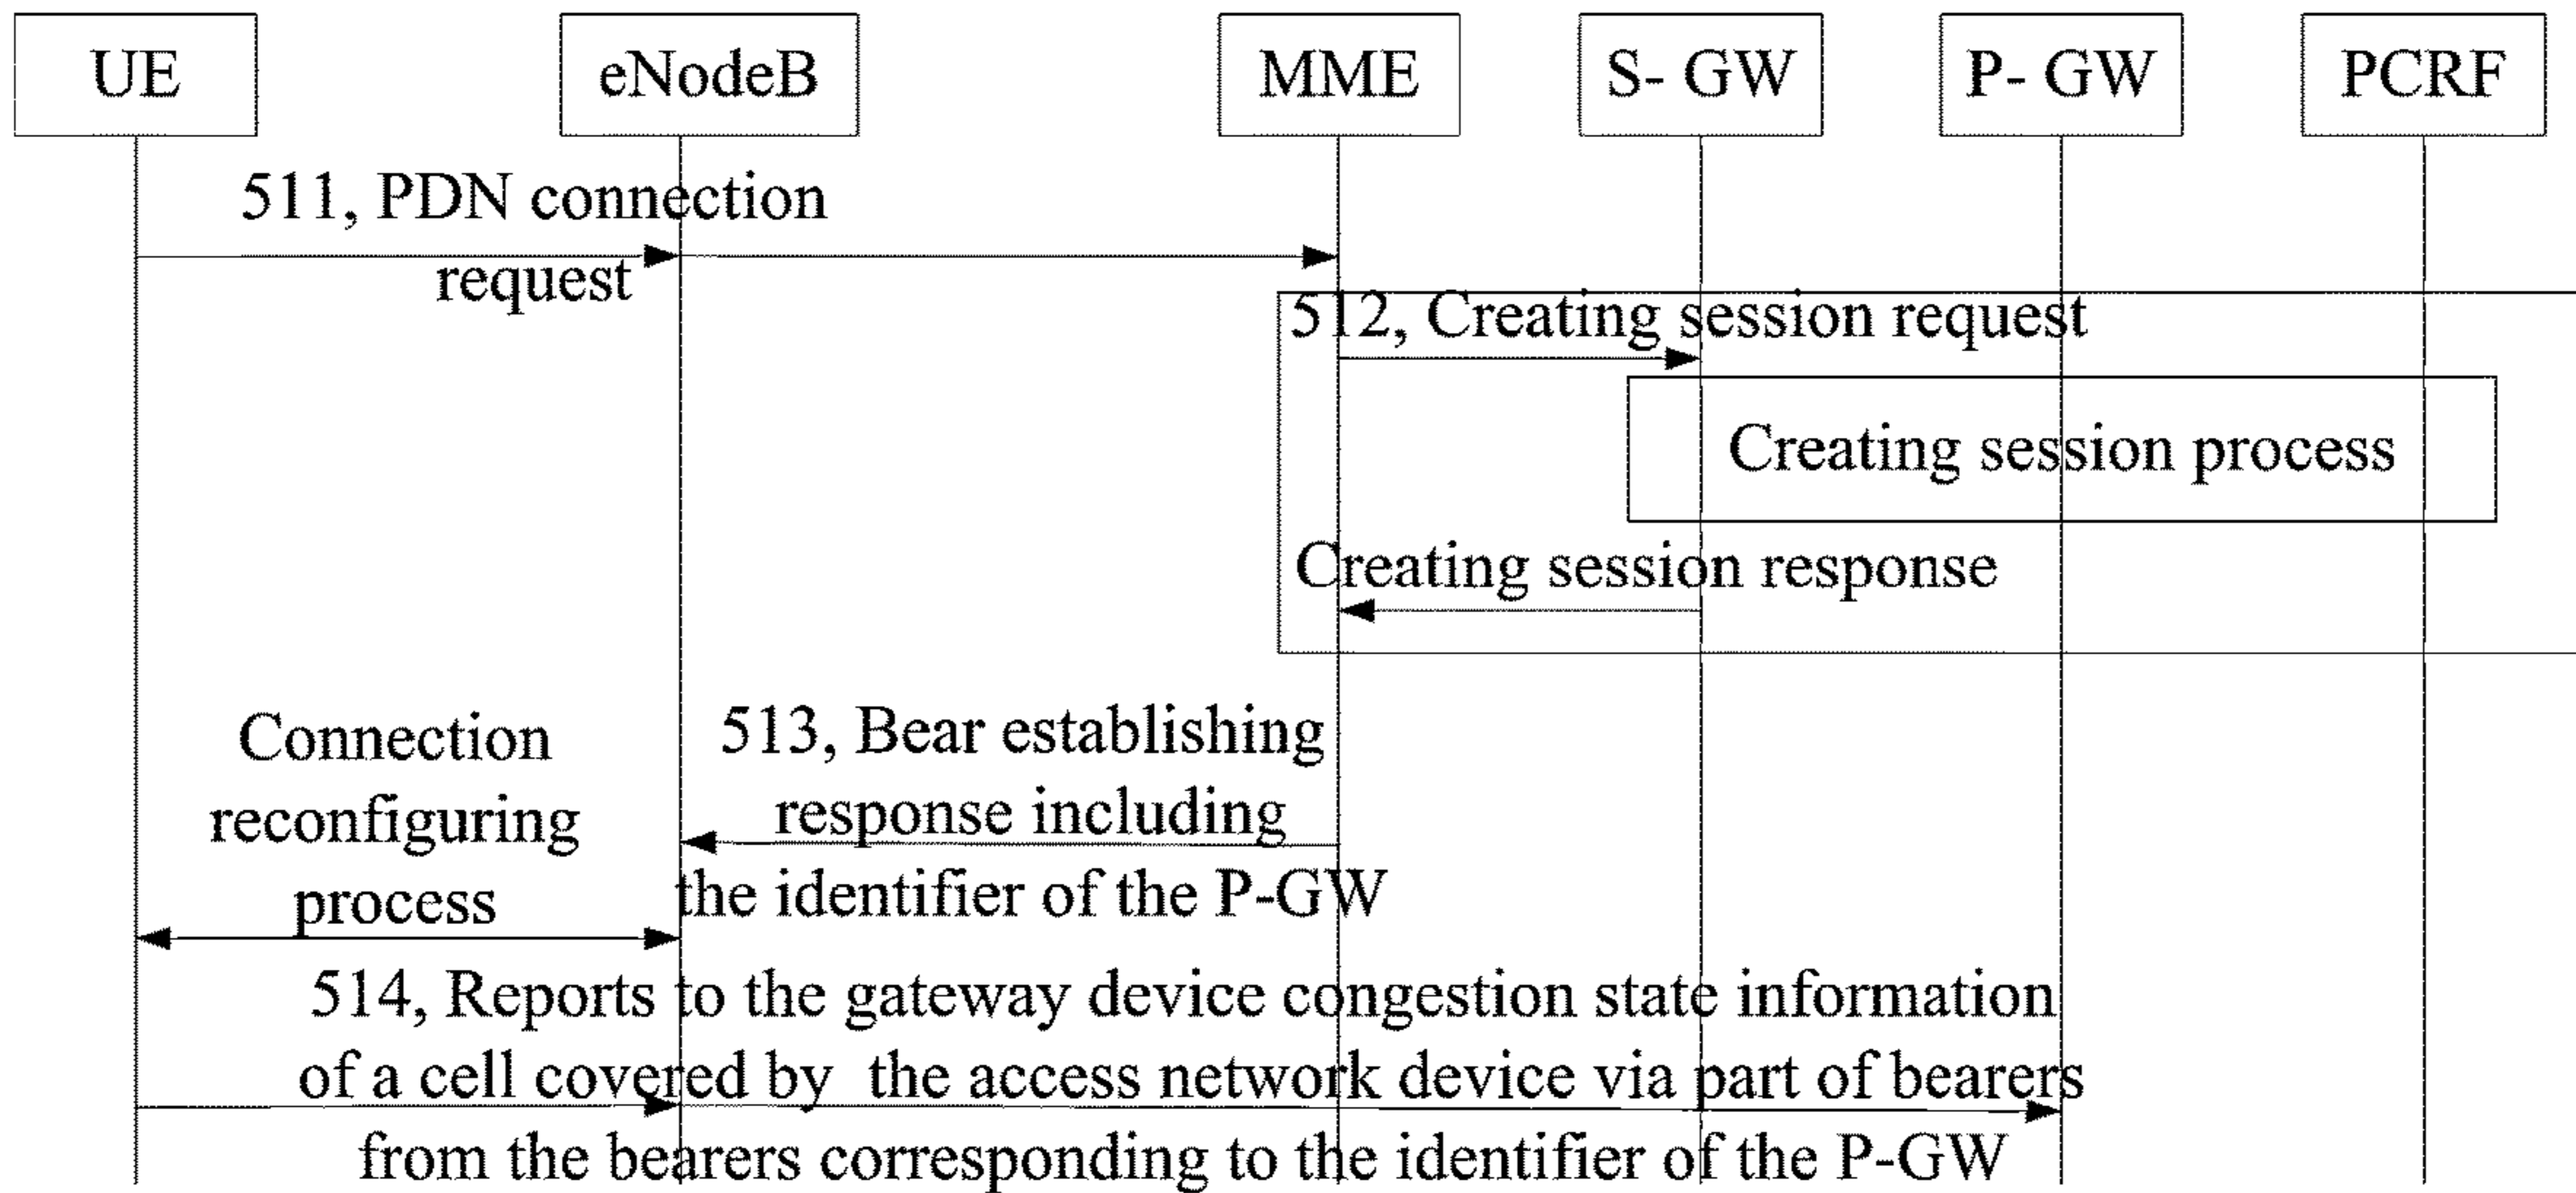 UE
eNodeB
MME
S- GW
P- GW
PCRF
511, PDN connection
request
512, Creating session request
Creating session process
Creating session response
Connection
reconfiguring
process
513, Bear establishing
response including
the identifier of the P-GW
514, Reports to the gateway device congestion state information
of a cell covered by the access network device via part of bearers
from the bearers corresponding to the identifier of the P-GW